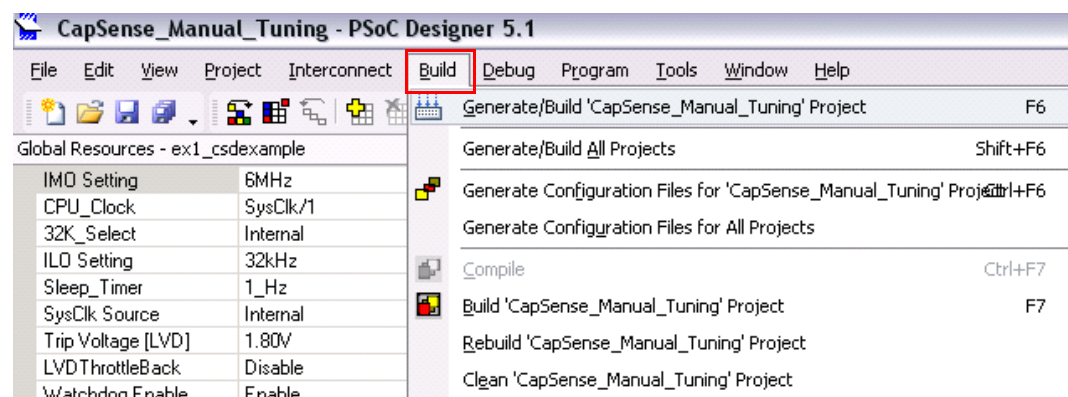 CapSense_Manual_Tuning - PSoC Designer 5.1
File Edit View Project Interconnect Build Debug Program Tools Window Help
Generate/Build 'CapSense_Manual_Tuning' Project F6
Global Resources - ex1_csdexample
Generate/Build All Projects Shift+F6
IMO Setting 6MHz
Generate Configuration Files for 'CapSense_Manual_Tuning' Project Ctrl+F6
CPU_Clock SysClk/1
32K_Select Internal
Generate Configuration Files for All Projects
ILO Setting 32kHz
Compile Ctrl+F7
Sleep_Timer 1_Hz
Build 'CapSense_Manual_Tuning' Project F7
SysClk Source Internal
Trip Voltage [LVD] 1.80V
Rebuild 'CapSense_Manual_Tuning' Project
LVDThrottleBack Disable
Clean 'CapSense_Manual_Tuning' Project
Watchdog Enable Enable